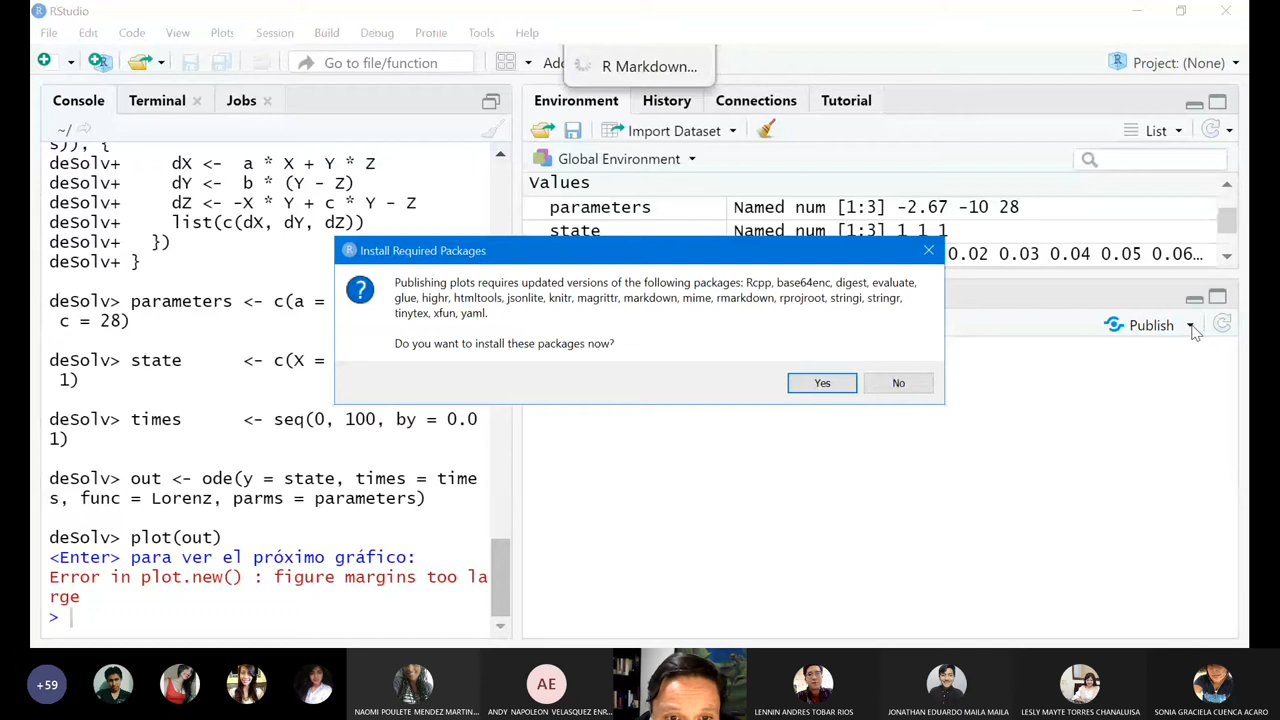 RStudio
File Edit Code View Plots Session Build Debug Profile Tools Help
Go to file/function
R Markdown...
Project: (None)
Console Terminal Jobs
~/
s)), {
deSolv+ dX <- a * X + Y * Z
deSolv+ dY <- b * (Y - Z)
deSolv+ dZ <- -X * Y + c * Y - Z
deSolv+ list(c(dX, dY, dZ))
deSolv+ })
deSolv+ }
deSolv> parameters <- c(a =
c = 28)
deSolv> state <- c(X =
1)
deSolv> times <- seq(0, 100, by = 0.0
1)
deSolv> out <- ode(y = state, times = time
s, func = Lorenz, parms = parameters)
deSolv> plot(out)
<Enter> para ver el próximo gráfico:
Error in plot.new() : figure margins too la
rge
>
Environment History Connections Tutorial
Import Dataset List
Global Environment
Values
parameters Named num [1:3] -2.67 -10 28
state Named num [1:3] 1 1 1
0.02 0.03 0.04 0.05 0.06...
Publish
Install Required Packages
Publishing plots requires updated versions of the following packages: Rcpp, base64enc, digest, evaluate,
glue, highr, htmltools, jsonlite, knitr, magrittr, markdown, mime, rmarkdown, rprojroot, stringi, stringr,
tinytex, xfun, yaml.
Do you want to install these packages now?
Yes No
+59
NAOMI POULETE MENDEZ MARTIN...
AE
ANDY NAPOLEON VELASQUEZ ENR...
LENNIN ANDRES TOBAR RIOS
JONATHAN EDUARDO MAILA MAILA
LESLY MAYTE TORRES CHANALUISA
SONIA GRACIELA CUENCA ACARO